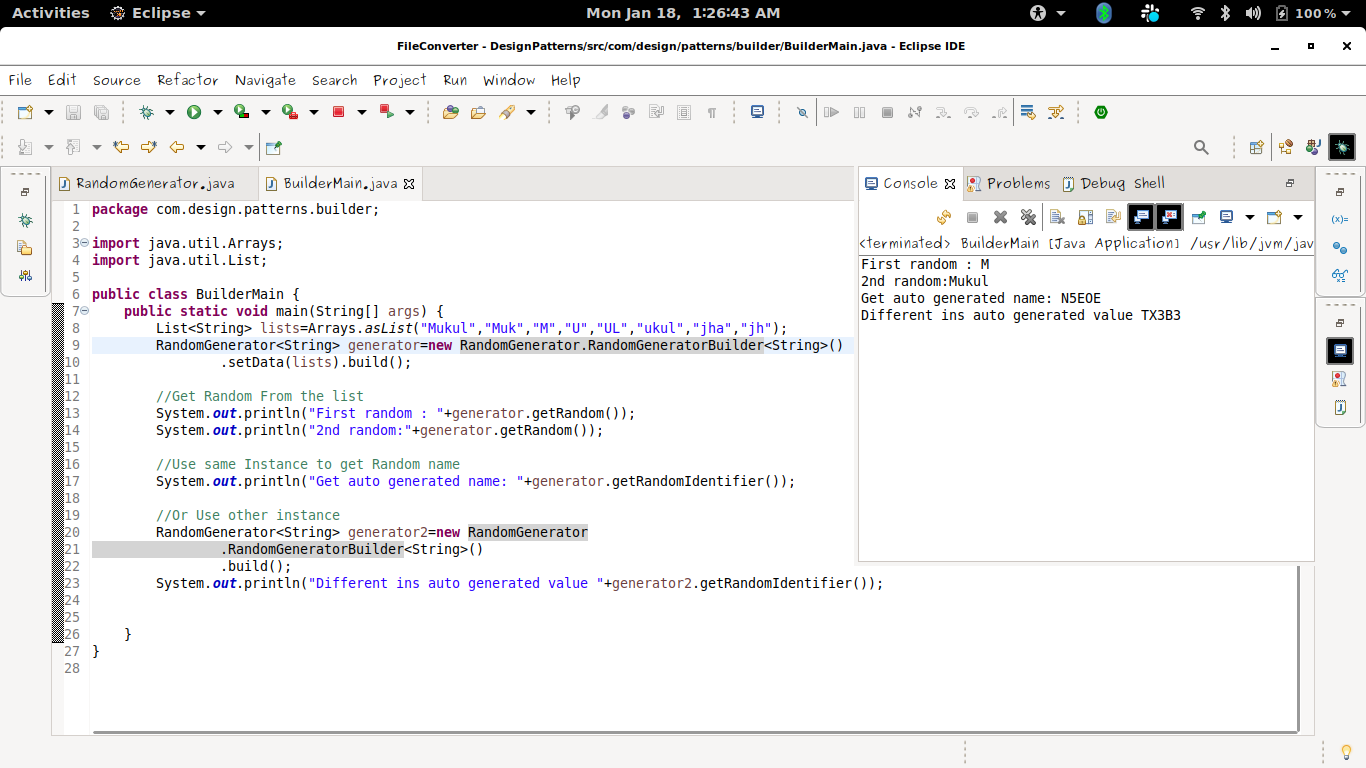 Activities Eclipse Mon Jan 18, 1:26:43 AM 100 %
FileConverter - DesignPatterns/src/com/design/patterns/builder/BuilderMain.java - Eclipse IDE
File Edit Source Refactor Navigate Search Project Run Window Help
RandomGenerator.java BuilderMain.java
1 package com.design.patterns.builder;
2
3 import java.util.Arrays;
4 import java.util.List;
5
6 public class BuilderMain {
7     public static void main(String[] args) {
8         List<String> lists=Arrays.asList("Mukul","Muk","M","U","UL","ukul","jha","jh");
9         RandomGenerator<String> generator=new RandomGenerator.RandomGeneratorBuilder<String>()
10                 .setData(lists).build();
11
12         //Get Random From the list
13         System.out.println("First random : "+generator.getRandom());
14         System.out.println("2nd random:"+generator.getRandom());
15
16         //Use same Instance to get Random name
17         System.out.println("Get auto generated name: "+generator.getRandomIdentifier());
18
19         //Or Use other instance
20         RandomGenerator<String> generator2=new RandomGenerator
21                 .RandomGeneratorBuilder<String>()
22                 .build();
23         System.out.println("Different ins auto generated value "+generator2.getRandomIdentifier());
24
25
26     }
27 }
28
Console Problems Debug Shell
<terminated> BuilderMain [Java Application] /usr/lib/jvm/jav
First random : M
2nd random:Mukul
Get auto generated name: N5EOE
Different ins auto generated value TX3B3